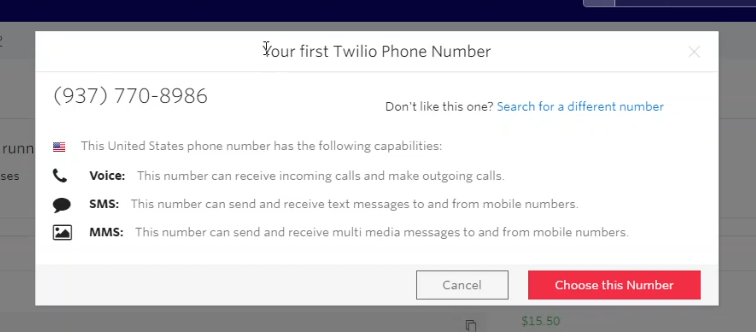 Your first Twilio Phone Number
(937) 770-8986
Don't like this one? Search for a different number
This United States phone number has the following capabilities:
Voice: This number can receive incoming calls and make outgoing calls.
SMS: This number can send and receive text messages to and from mobile numbers.
MMS: This number can send and receive multi media messages to and from mobile numbers.
runn
ses
Cancel
Choose this Number
$15.50